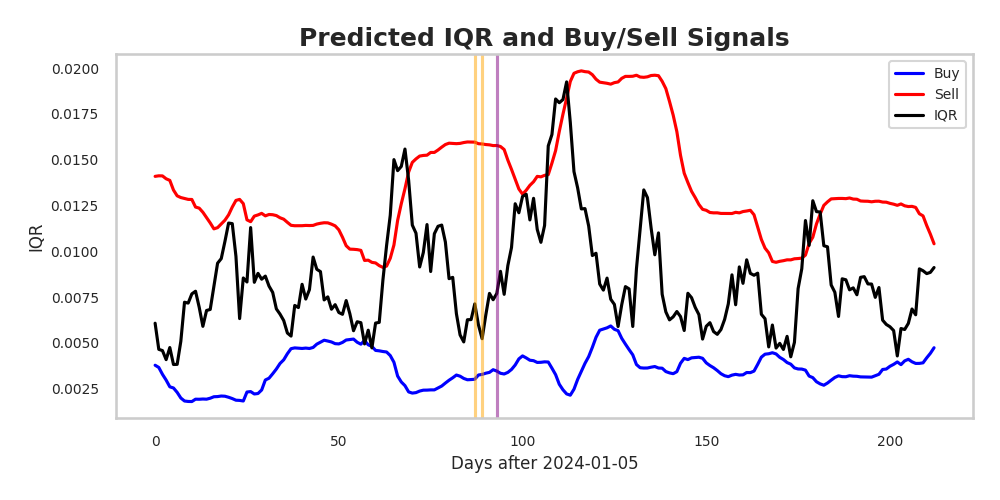 Predicted IQR and Buy/Sell Signals
0.0200
0.0175
0.0150
0.0125
0.0100
0.0075
0.0050
0.0025
IQR
Buy
Sell
IQR
0 50 100 150 200
Days after 2024-01-05